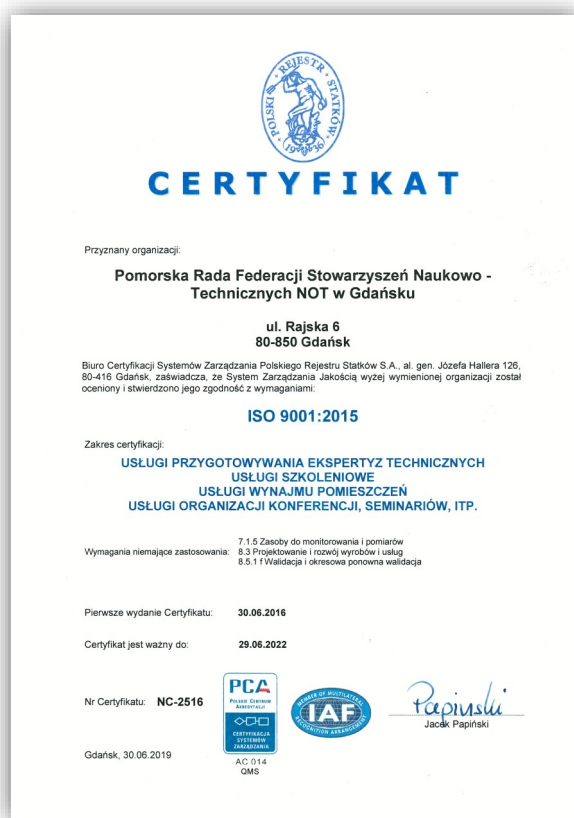 POLSKI REJESTR STATKÓW
1936
CERTYFIKAT
Przyznany organizacji:
Pomorska Rada Federacji Stowarzyszeń Naukowo -
Technicznych NOT w Gdańsku
ul. Rajska 6
80-850 Gdańsk
Biuro Certyfikacji Systemów Zarządzania Polskiego Rejestru Statków S.A., al. gen. Józefa Hallera 126,
80-416 Gdańsk, zaświadcza, że System Zarządzania Jakością wyżej wymienionej organizacji został
oceniony i stwierdzono jego zgodność z wymaganiami:
ISO 9001:2015
Zakres certyfikacji:
USŁUGI PRZYGOTOWYWANIA EKSPERTYZ TECHNICZNYCH
USŁUGI SZKOLENIOWE
USŁUGI WYNAJMU POMIESZCZEŃ
USŁUGI ORGANIZACJI KONFERENCJI, SEMINARIÓW, ITP.
Wymagania niemające zastosowania:
7.1.5 Zasoby do monitorowania i pomiarów
8.3 Projektowanie i rozwój wyrobów i usług
8.5.1 f Walidacja i okresowa ponowna walidacja
Pierwsze wydanie Certyfikatu: 30.06.2016
Certyfikat jest ważny do: 29.06.2022
Nr Certyfikatu: NC-2516
PCA
POLSKIE CENTRUM
AKREDYTACJI
CERTYFIKACJA
SYSTEMÓW
ZARZĄDZANIA
AC 014
QMS
MEMBER OF MULTILATERAL
IAF
RECOGNITION ARRANGEMENT
Papiński
Jacek Papiński
Gdańsk, 30.06.2019